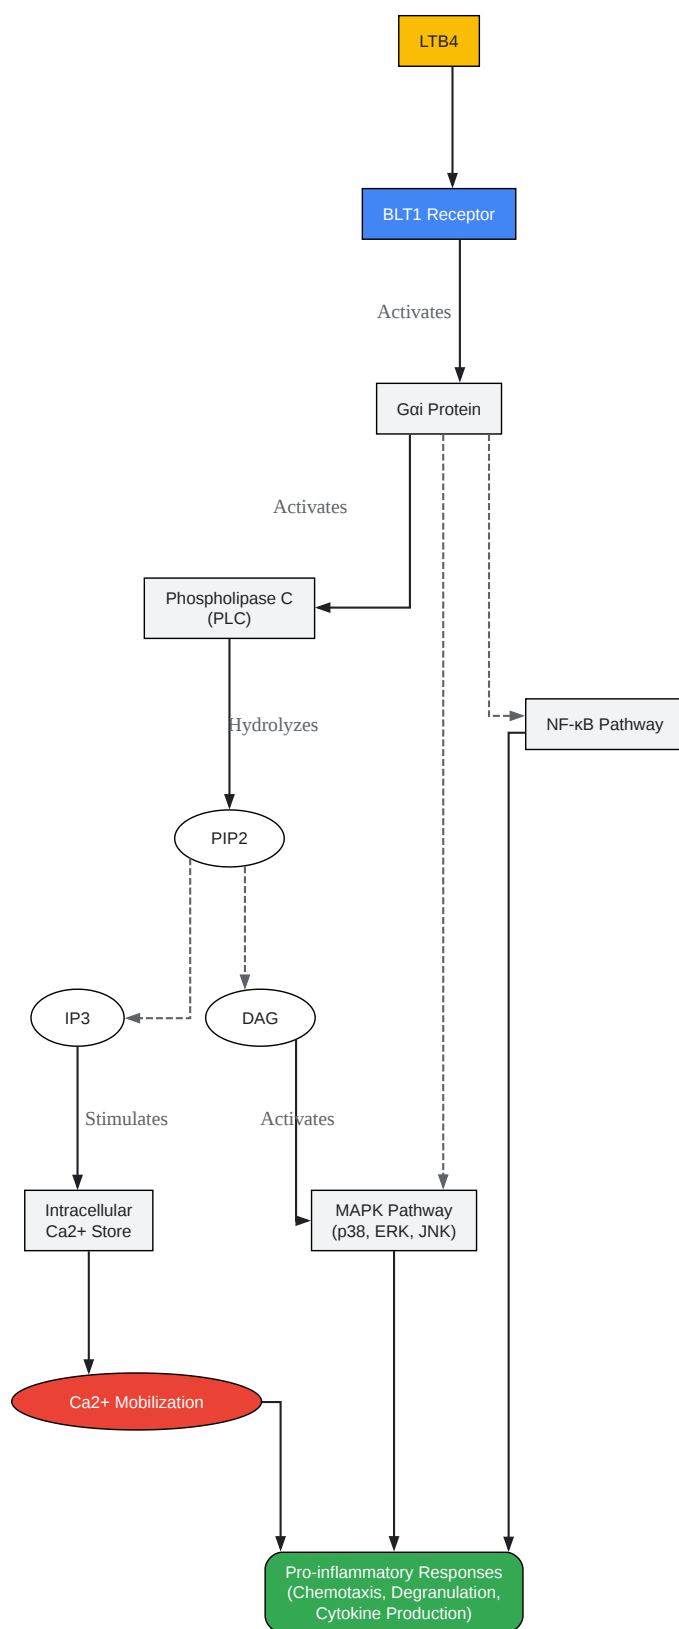 LTB4
BLT1 Receptor
Activates
Gαi Protein
Activates
Phospholipase C
(PLC)
NF-κB Pathway
Hydrolyzes
PIP2
IP3
DAG
Stimulates
Activates
Intracellular
Ca2+ Store
MAPK Pathway
(p38, ERK, JNK)
Ca2+ Mobilization
Pro-inflammatory Responses
(Chemotaxis, Degranulation,
Cytokine Production)